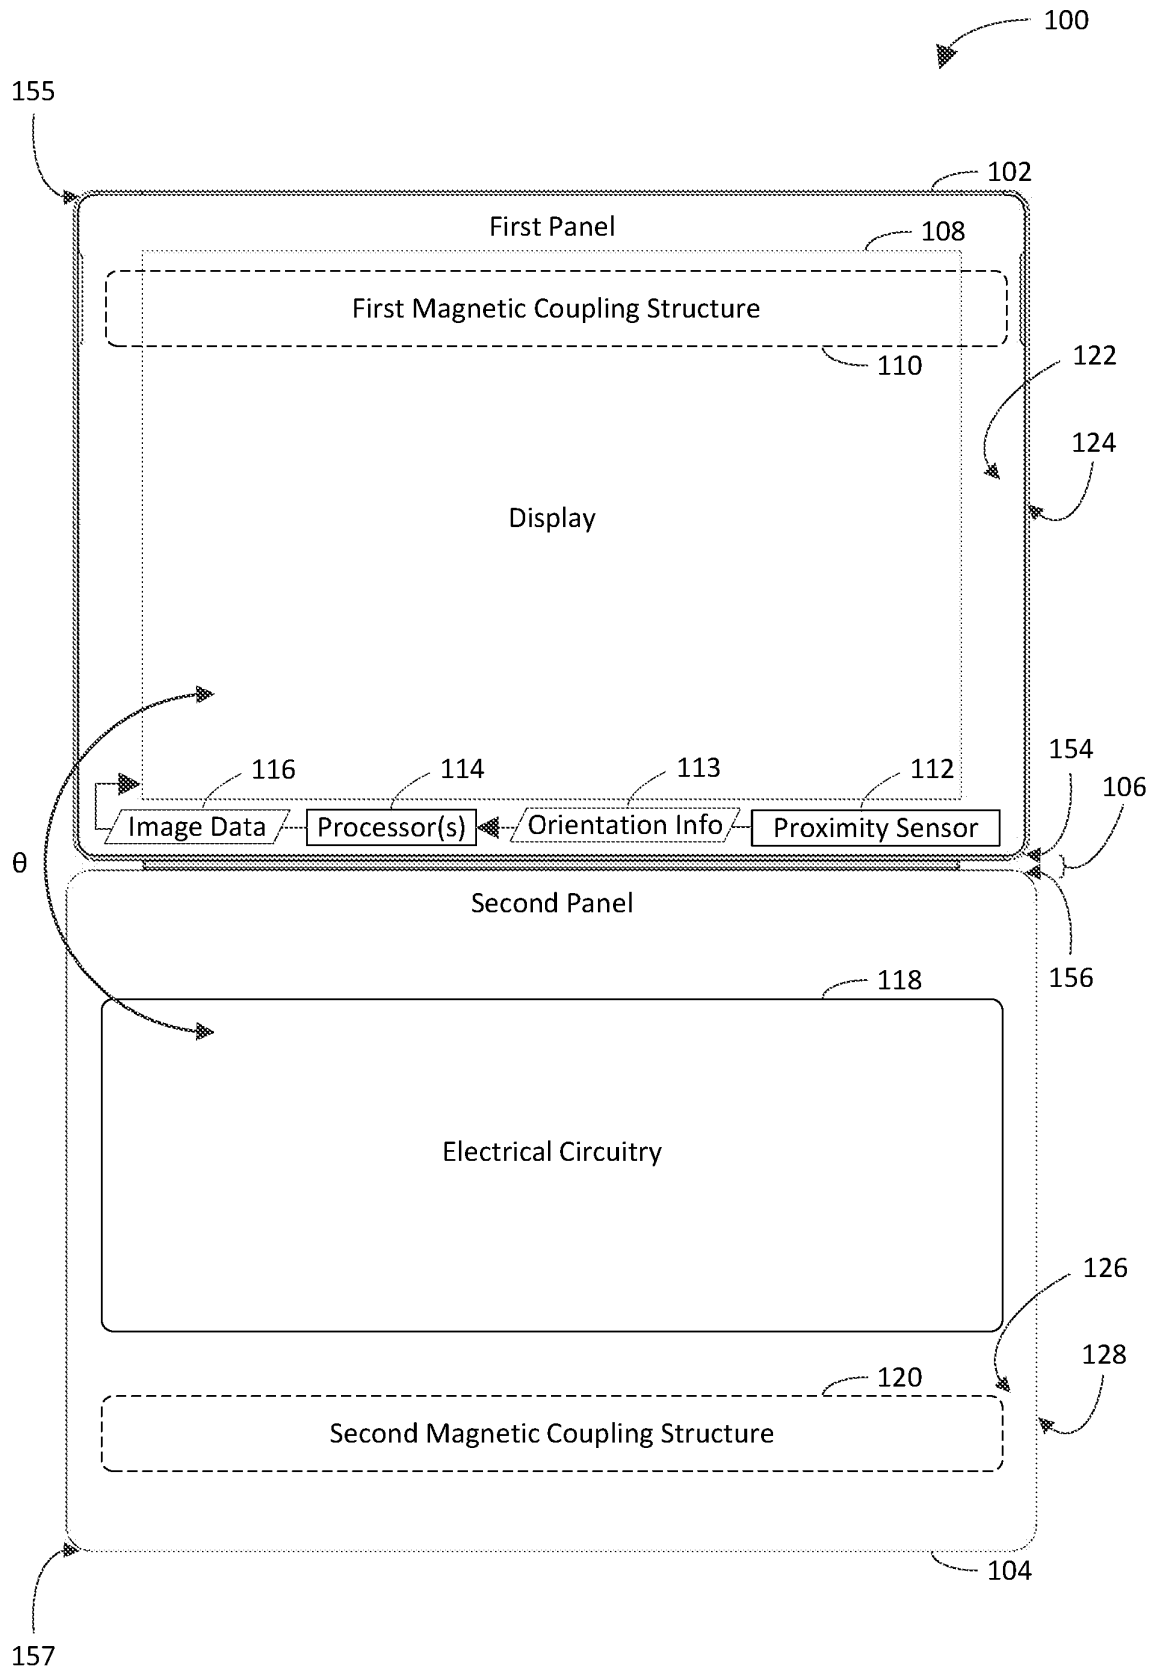 100
155
102
First Panel
108
First Magnetic Coupling Structure
110
122
124
Display
154
116
114
113
112
106
Image Data
Processor(s)
Orientation Info
Proximity Sensor
θ
Second Panel
156
118
Electrical Circuitry
126
128
120
Second Magnetic Coupling Structure
104
157